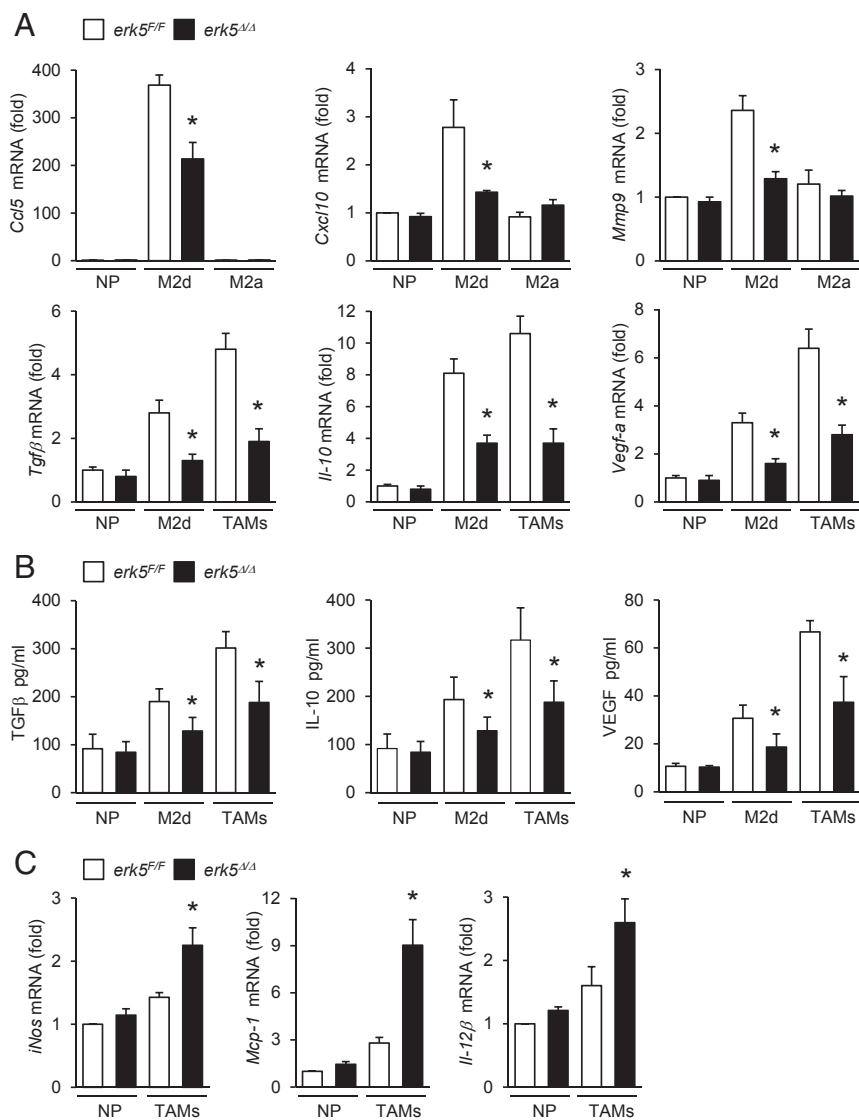 A
erk5F/F erk5Δ/Δ
Ccl5 mRNA (fold)
400
300
200
100
0
NP M2d M2a
*
Cxcl10 mRNA (fold)
4
3
2
1
0
NP M2d M2a
*
Mmp9 mRNA (fold)
3
2
1
0
NP M2d M2a
*
Tgfβ mRNA (fold)
6
4
2
0
NP M2d TAMs
* *
Il-10 mRNA (fold)
12
10
8
6
4
2
0
NP M2d TAMs
* *
Vegf-a mRNA (fold)
8
6
4
2
0
NP M2d TAMs
* *
B
erk5F/F erk5Δ/Δ
TGFβ pg/ml
400
300
200
100
0
NP M2d TAMs
* *
IL-10 pg/ml
400
300
200
100
0
NP M2d TAMs
* *
VEGF pg/ml
80
60
40
20
0
NP M2d TAMs
* *
C
erk5F/F erk5Δ/Δ
iNos mRNA (fold)
3
2
1
0
NP TAMs
*
Mcp-1 mRNA (fold)
12
9
6
3
0
NP TAMs
*
Il-12β mRNA (fold)
3
2
1
0
NP TAMs
*